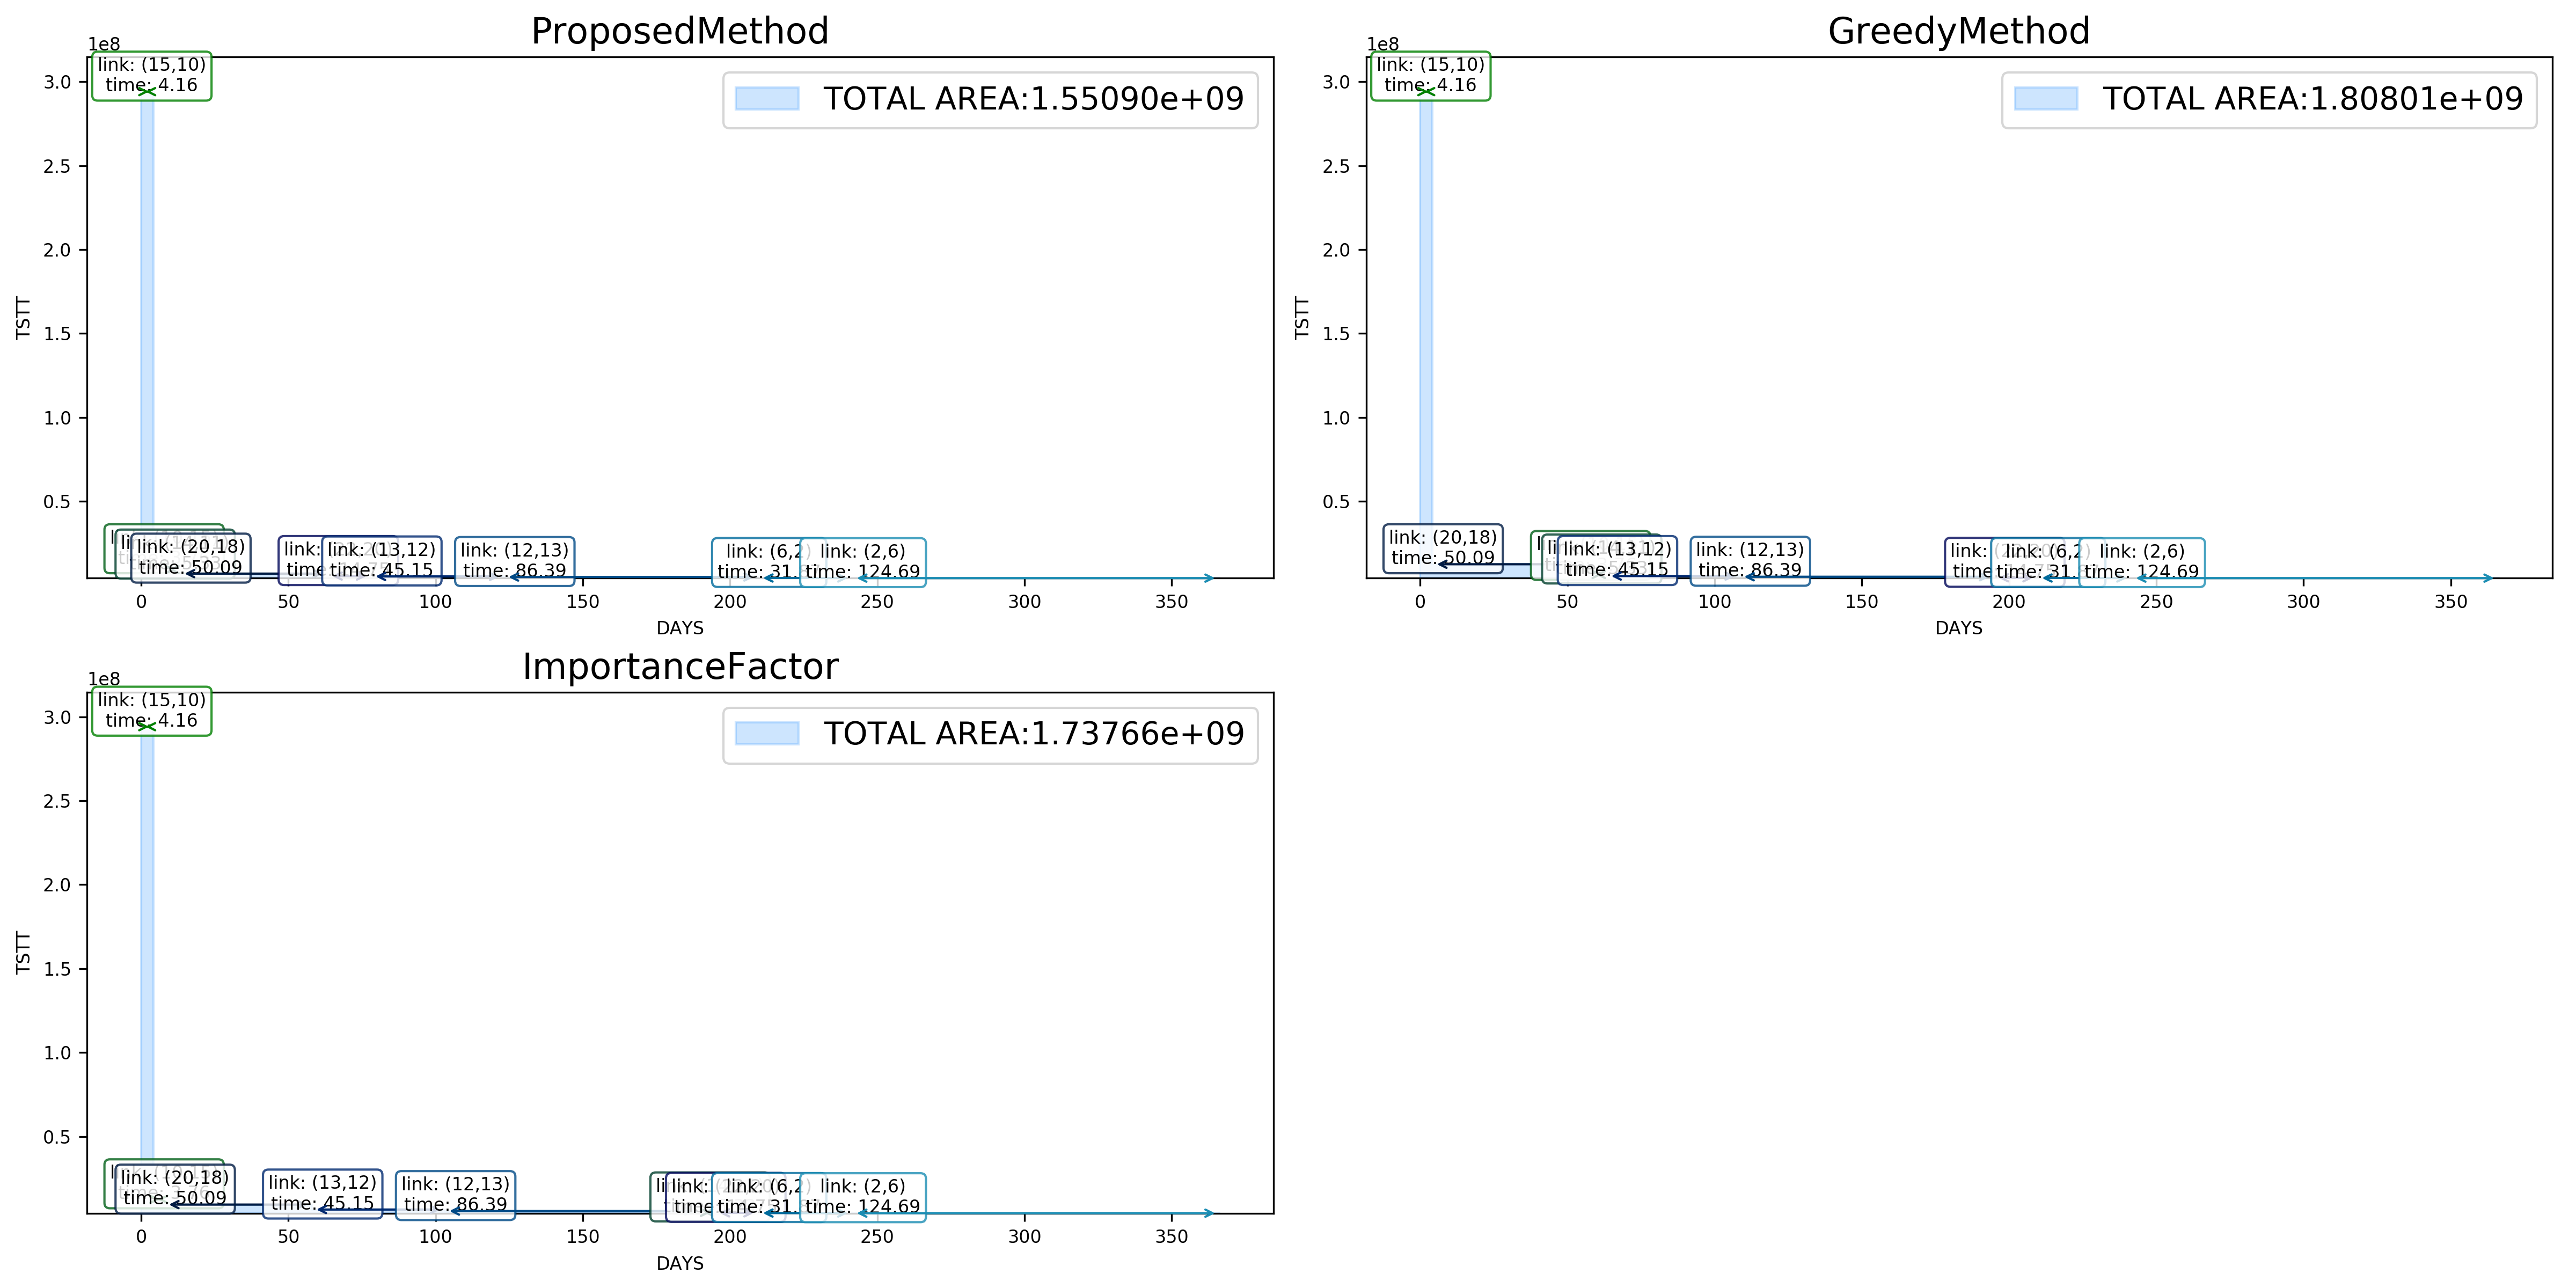 ProposedMethod
1e8
link: (15,10)
time: 4.16
TOTAL AREA:1.55090e+09
3.0
2.5
2.0
1.5
1.0
0.5
TSTT
link: (20,18)
time: 50.09
link:
time
link: (13,12)
time: 45.15
link: (12,13)
time: 86.39
link: (6,2)
time: 31.
link: (2,6)
time: 124.69
0 50 100 150 200 250 300 350
DAYS
GreedyMethod
1e8
link: (15,10)
time: 4.16
TOTAL AREA:1.80801e+09
3.0
2.5
2.0
1.5
1.0
0.5
TSTT
link: (20,18)
time: 50.09
link: (13,12)
time: 45.15
link: (12,13)
time: 86.39
link:
time
link: (6,2)
time: 31.
link: (2,6)
time: 124.69
0 50 100 150 200 250 300 350
DAYS
ImportanceFactor
1e8
link: (15,10)
time: 4.16
TOTAL AREA:1.73766e+09
3.0
2.5
2.0
1.5
1.0
0.5
TSTT
link: (20,18)
time: 50.09
link: (13,12)
time: 45.15
link: (12,13)
time: 86.39
link:
time
link: (6,2)
time: 31.
link: (2,6)
time: 124.69
0 50 100 150 200 250 300 350
DAYS